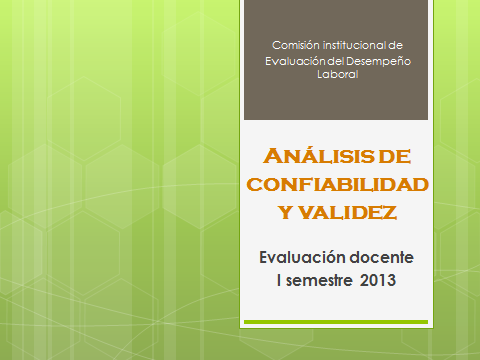 Comisión institucional de
Evaluación del Desempeño
Laboral
ANÁLISIS DE
CONFIABILIDAD
Y VALIDEZ
Evaluación docente
I semestre 2013